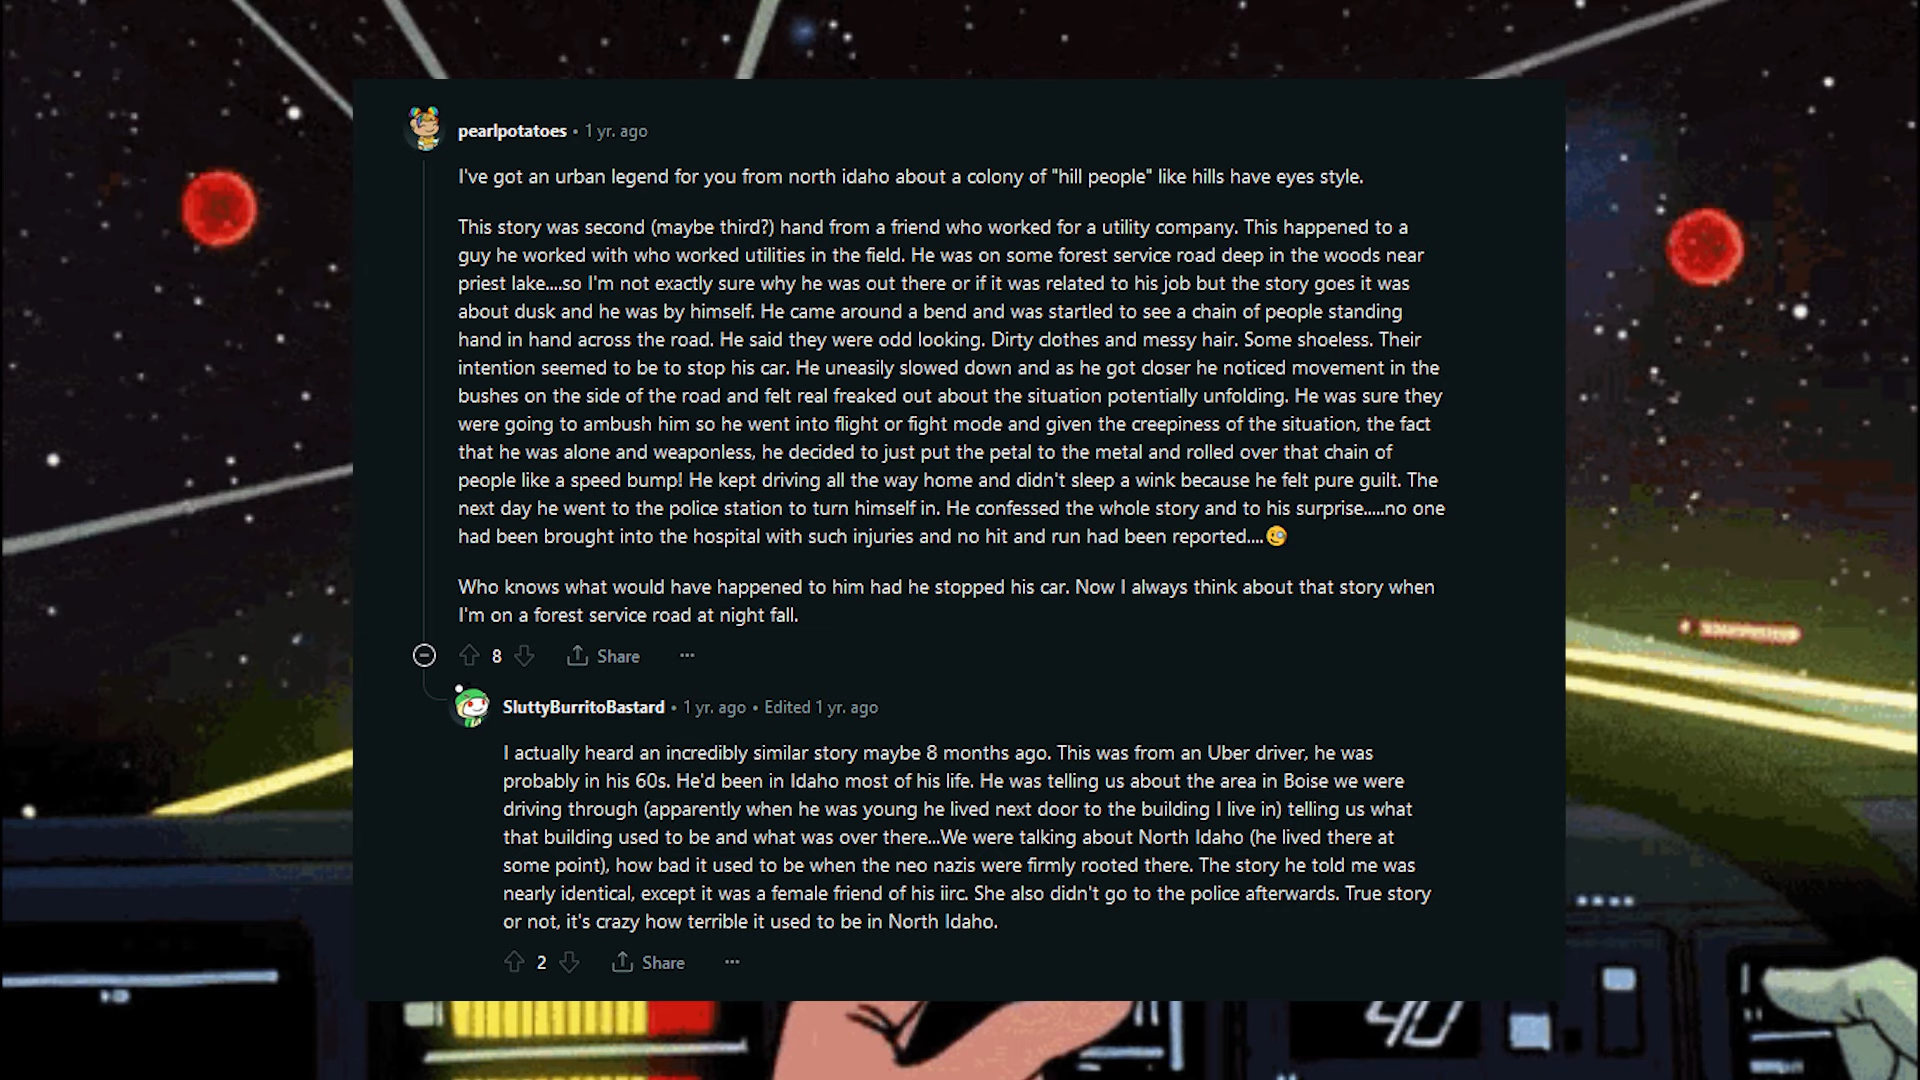 pearlpotatoes • 1 yr. ago
I've got an urban legend for you from north idaho about a colony of "hill people" like hills have eyes style.
This story was second (maybe third?) hand from a friend who worked for a utility company. This happened to a
guy he worked with who worked utilities in the field. He was on some forest service road deep in the woods near
priest lake....so I'm not exactly sure why he was out there or if it was related to his job but the story goes it was
about dusk and he was by himself. He came around a bend and was startled to see a chain of people standing
hand in hand across the road. He said they were odd looking. Dirty clothes and messy hair. Some shoeless. Their
intention seemed to be to stop his car. He uneasily slowed down and as he got closer he noticed movement in the
bushes on the side of the road and felt real freaked out about the situation potentially unfolding. He was sure they
were going to ambush him so he went into flight or fight mode and given the creepiness of the situation, the fact
that he was alone and weaponless, he decided to just put the petal to the metal and rolled over that chain of
people like a speed bump! He kept driving all the way home and didn't sleep a wink because he felt pure guilt. The
next day he went to the police station to turn himself in. He confessed the whole story and to his surprise.....no one
had been brought into the hospital with such injuries and no hit and run had been reported....🧐
Who knows what would have happened to him had he stopped his car. Now I always think about that story when
I'm on a forest service road at night fall.
8 Share ...
SluttyBurritoBastard • 1 yr. ago • Edited 1 yr. ago
I actually heard an incredibly similar story maybe 8 months ago. This was from an Uber driver, he was
probably in his 60s. He'd been in Idaho most of his life. He was telling us about the area in Boise we were
driving through (apparently when he was young he lived next door to the building I live in) telling us what
that building used to be and what was over there...We were talking about North Idaho (he lived there at
some point), how bad it used to be when the neo nazis were firmly rooted there. The story he told me was
nearly identical, except it was a female friend of his iirc. She also didn't go to the police afterwards. True story
or not, it's crazy how terrible it used to be in North Idaho.
2 Share ...
40